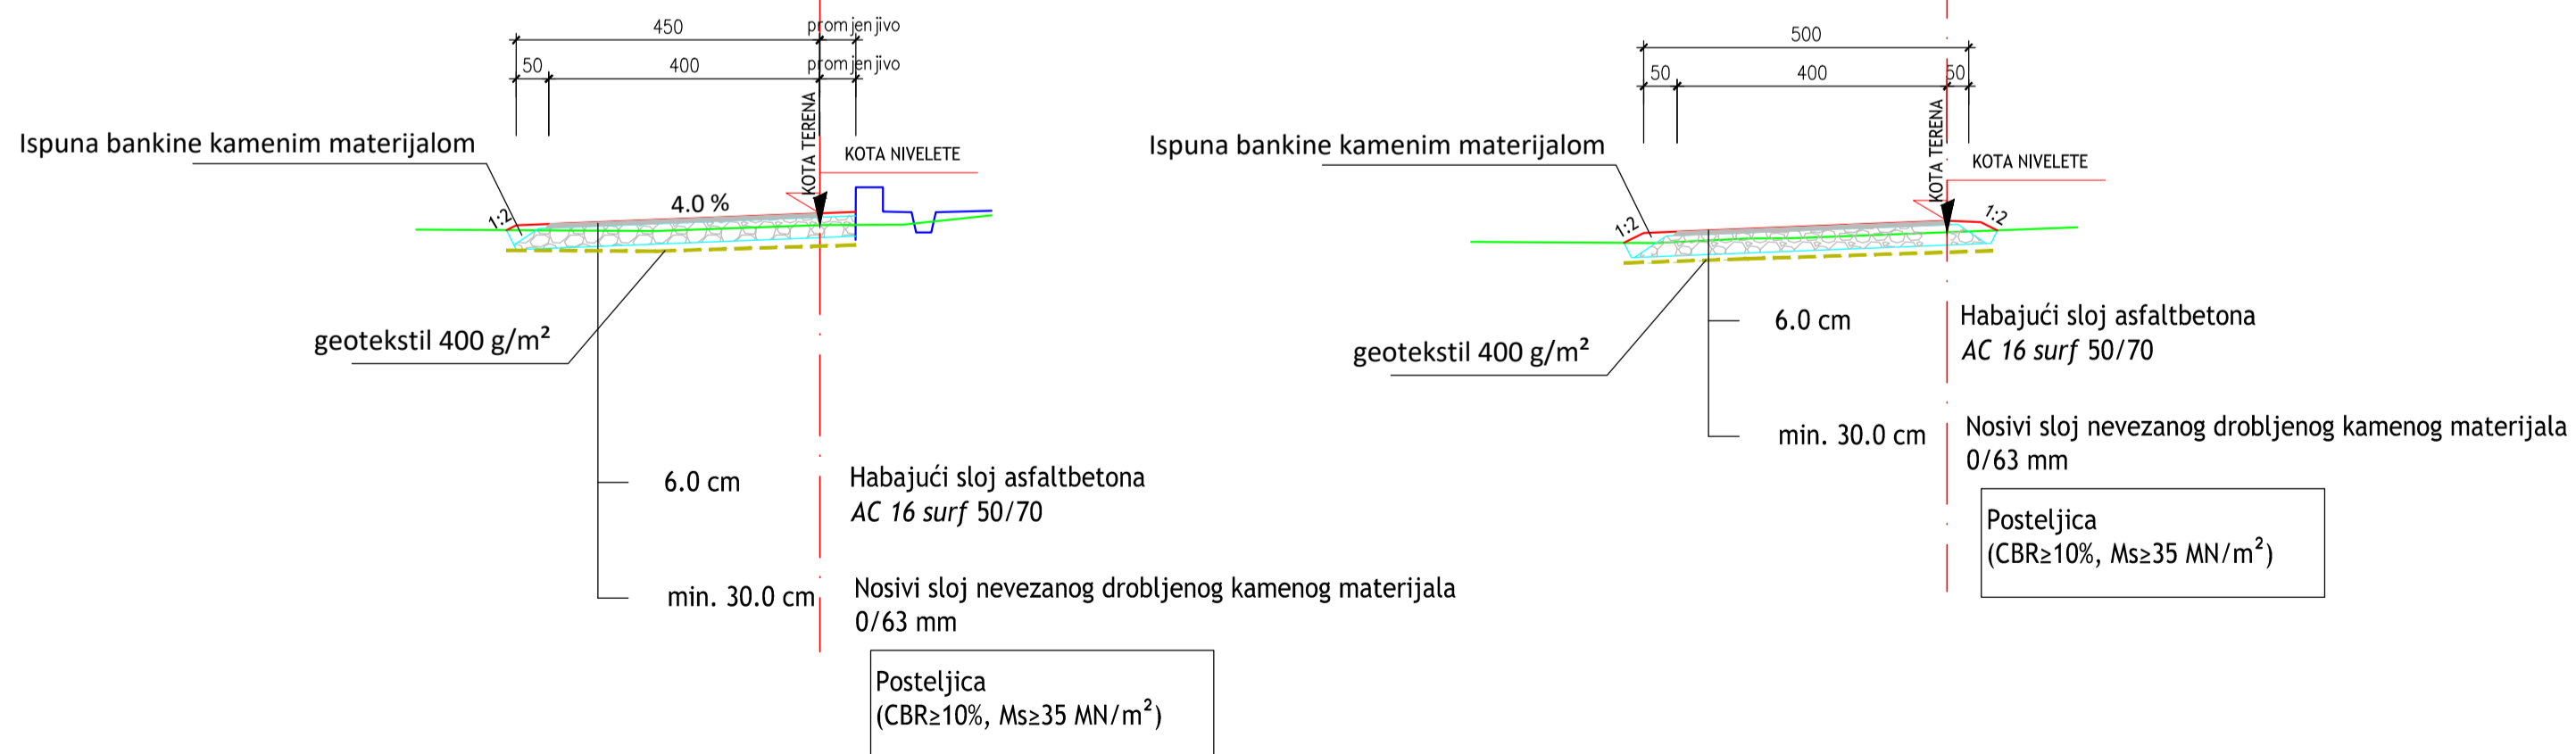 450
promjenjivo
50
400
promjenjivo
KOTA TERENA
KOTA NIVELETE
Ispuna bankine kamenim materijalom
1:2
4.0 %
geotekstil 400 g/m²
6.0 cm
Habajući sloj asfaltbetona
AC 16 surf 50/70
min. 30.0 cm
Nosivi sloj nevezanog drobljenog kamenog materijala
0/63 mm
Posteljica
(CBR≥10%, Ms≥35 MN/m²)
500
50
400
50
KOTA TERENA
KOTA NIVELETE
Ispuna bankine kamenim materijalom
1:2
1:2
geotekstil 400 g/m²
6.0 cm
Habajući sloj asfaltbetona
AC 16 surf 50/70
min. 30.0 cm
Nosivi sloj nevezanog drobljenog kamenog materijala
0/63 mm
Posteljica
(CBR≥10%, Ms≥35 MN/m²)